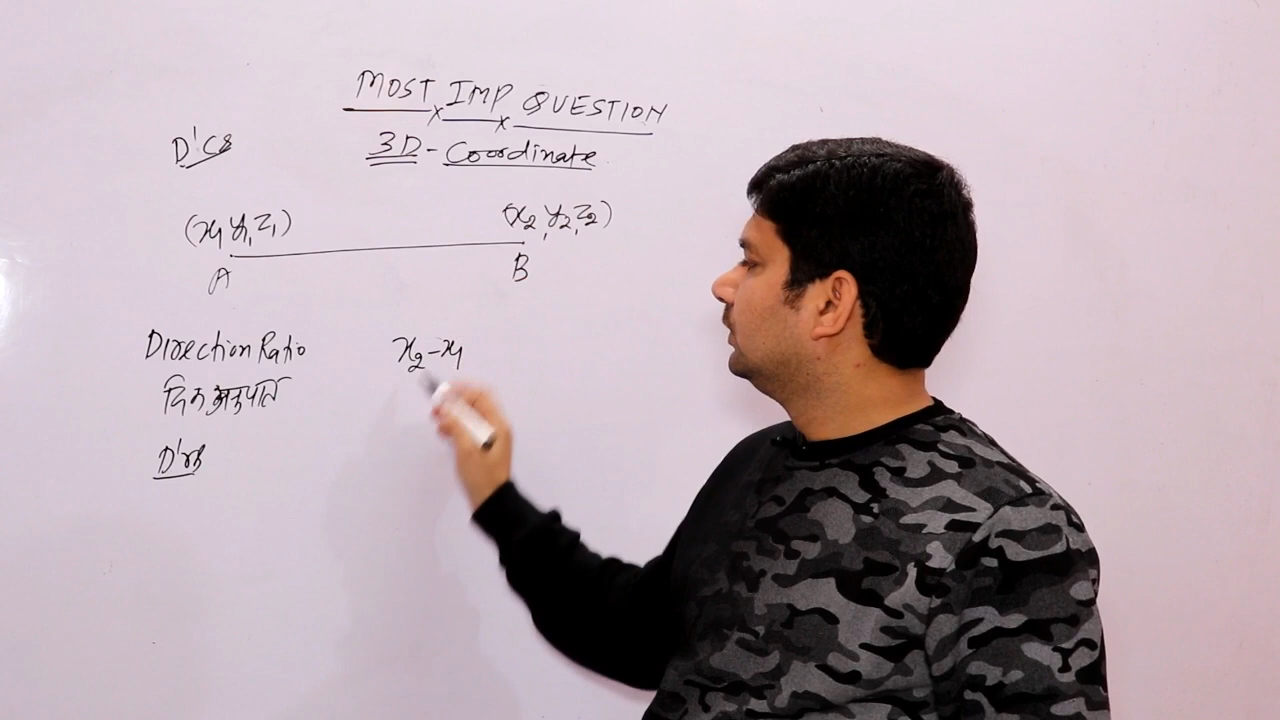 MOST IMP QUESTION
D'Cs
3D - Coordinate
(x₁ y₁, z₁)
(x₂, y₂, z₂)
A
B
Direction Ratio
x₂ - x₁
दिक अनुपात
D'rs